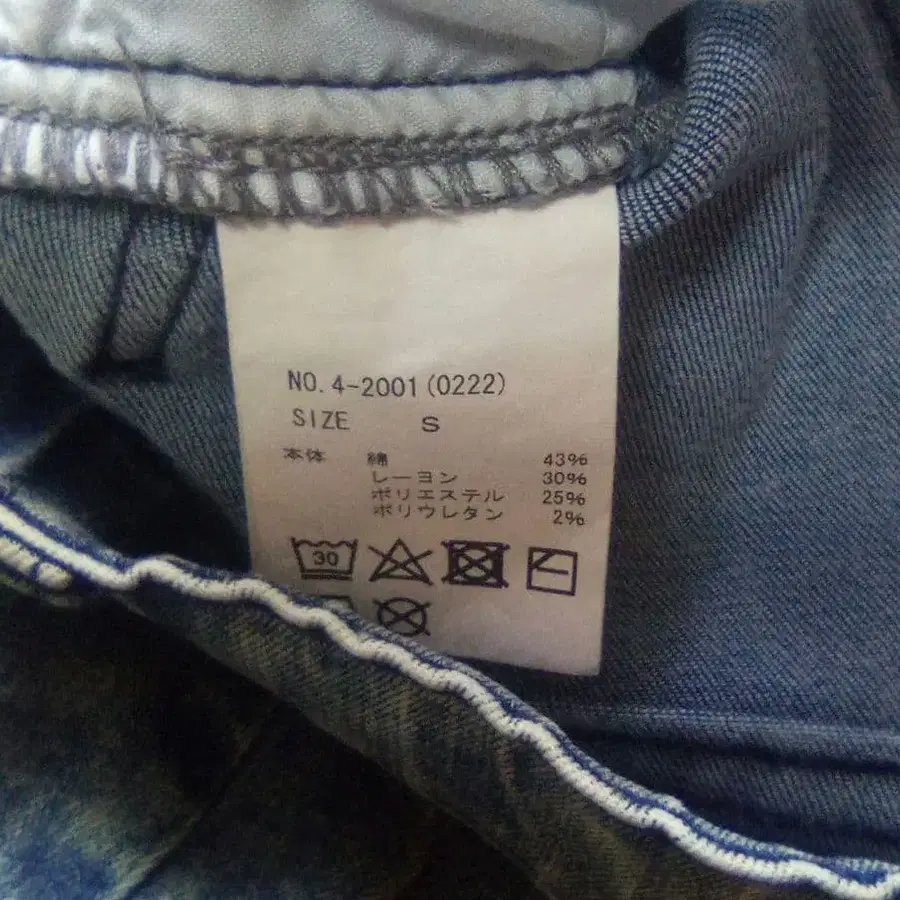 NO.4-2001(0222)
SIZE S
本体 綿 43%
レーヨン 30%
ポリエステル 25%
ポリウレタン 2%
30